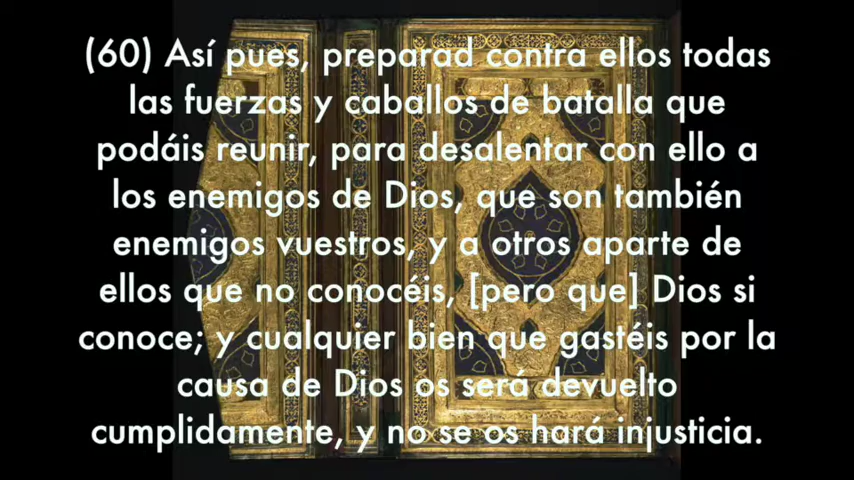 (60) Así pues, preparad contra ellos todas
las fuerzas y caballos de batalla que
podáis reunir, para desalentar con ello a
los enemigos de Dios, que son también
enemigos vuestros, y a otros aparte de
ellos que no conocéis, [pero que] Dios si
conoce; y cualquier bien que gastéis por la
causa de Dios os será devuelto
cumplidamente, y no se os hará injusticia.